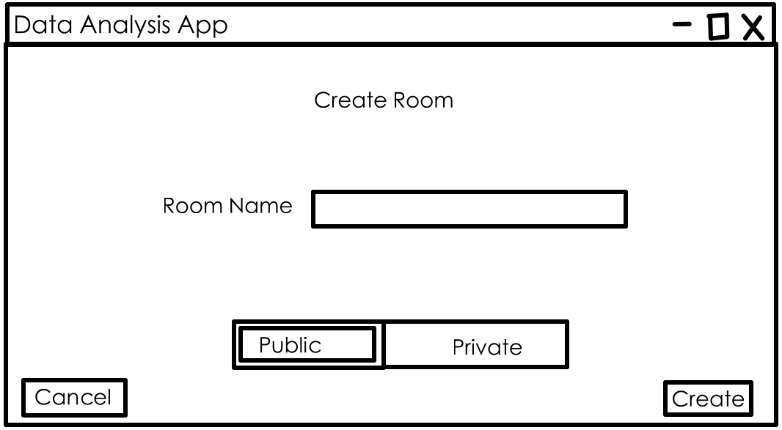 Data Analysis App
Create Room
Room Name
Public Private
Cancel Create